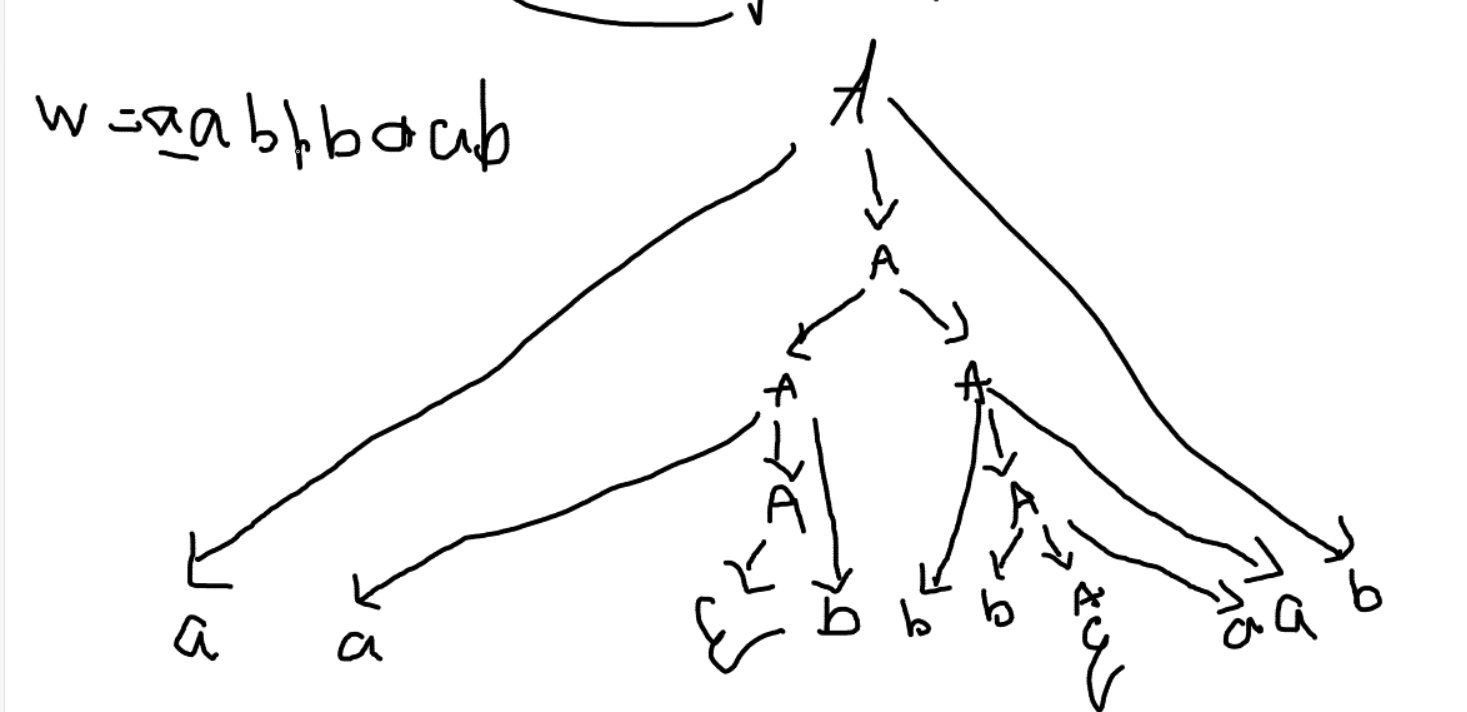 A
w = aabbbaab
A
A A
A A
a a ε b b b A a a b
ε